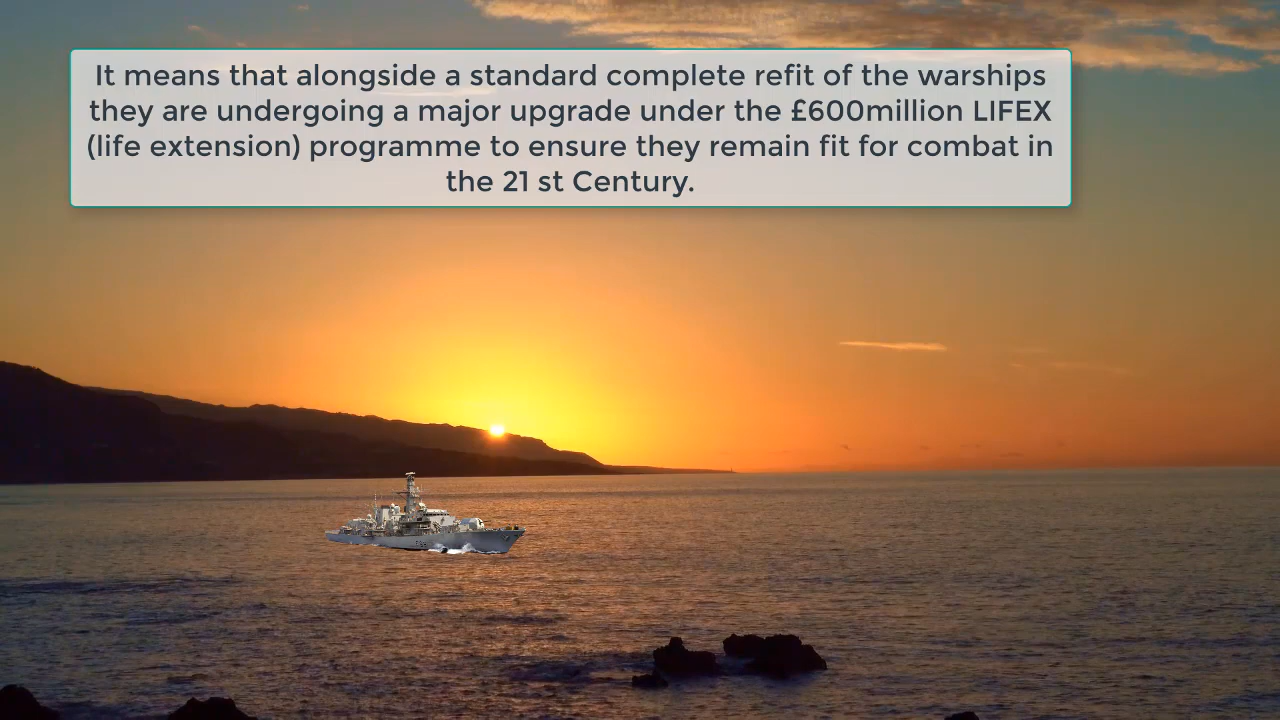 It means that alongside a standard complete refit of the warships
they are undergoing a major upgrade under the £600million LIFEX
(life extension) programme to ensure they remain fit for combat in
the 21 st Century.